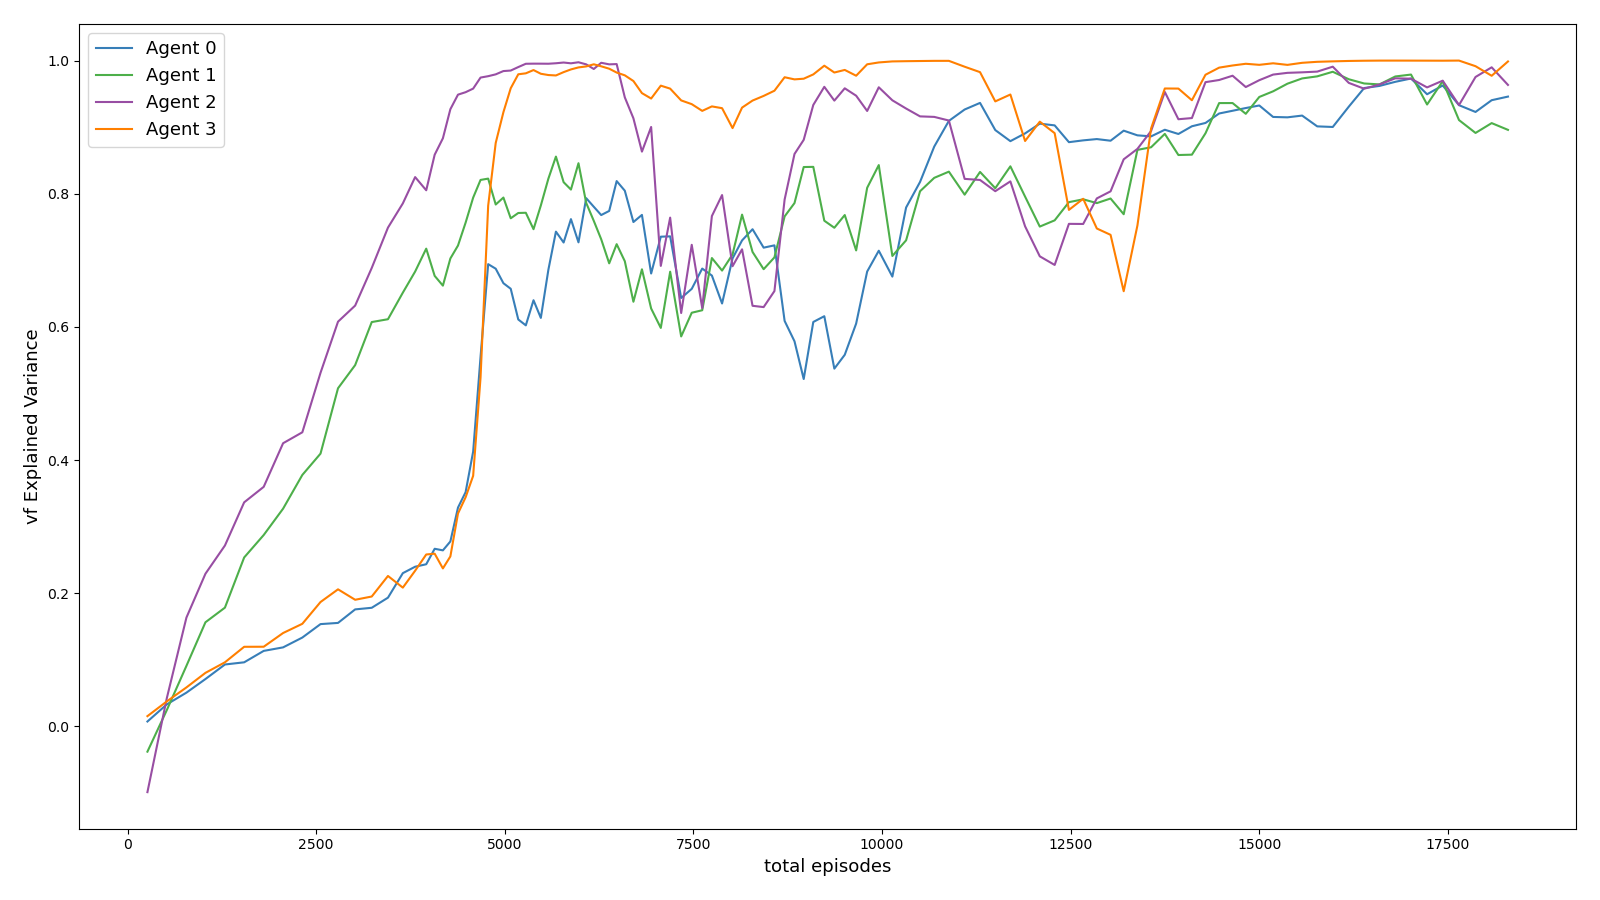 Agent 0
Agent 1
Agent 2
Agent 3
1.0
0.8
0.6
0.4
0.2
0.0
vf Explained Variance
0 2500 5000 7500 10000 12500 15000 17500
total episodes